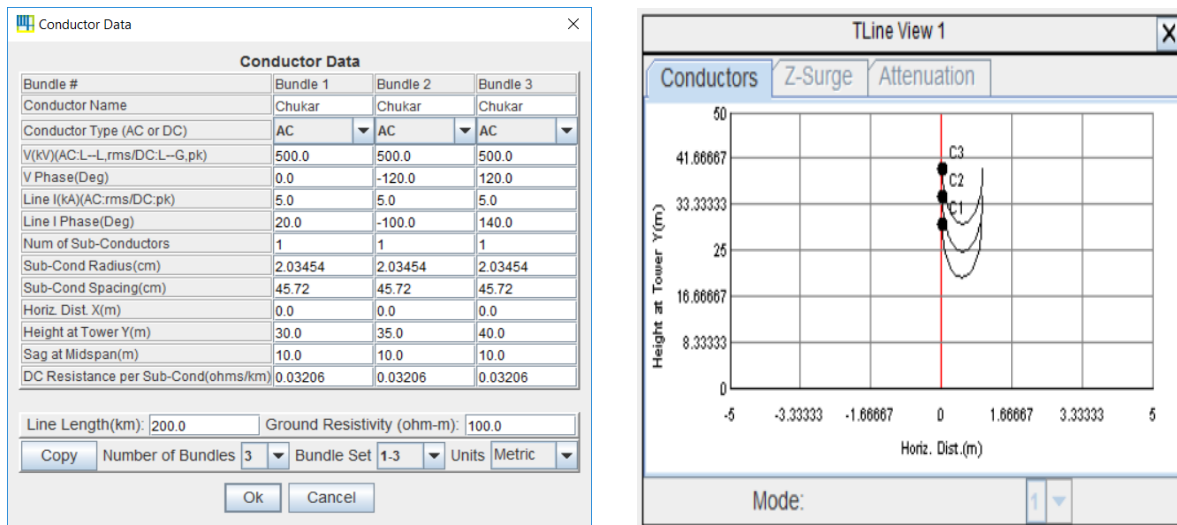 Conductor Data
Conductor Data
Bundle # Bundle 1 Bundle 2 Bundle 3
Conductor Name Chukar Chukar Chukar
Conductor Type (AC or DC) AC AC AC
V(kV)(AC:L--L,rms/DC:L--G,pk) 500.0 500.0 500.0
V Phase(Deg) 0.0 -120.0 120.0
Line I(kA)(AC:rms/DC:pk) 5.0 5.0 5.0
Line I Phase(Deg) 20.0 -100.0 140.0
Num of Sub-Conductors 1 1 1
Sub-Cond Radius(cm) 2.03454 2.03454 2.03454
Sub-Cond Spacing(cm) 45.72 45.72 45.72
Horiz. Dist. X(m) 0.0 0.0 0.0
Height at Tower Y(m) 30.0 35.0 40.0
Sag at Midspan(m) 10.0 10.0 10.0
DC Resistance per Sub-Cond(ohms/km) 0.03206 0.03206 0.03206
Line Length(km): 200.0 Ground Resistivity (ohm-m): 100.0
Copy Number of Bundles 3 Bundle Set 1-3 Units Metric
Ok Cancel
TLine View 1
Conductors Z-Surge Attenuation
Height at Tower Y(m)
50
41.66667
33.33333
25
16.66667
8.33333
0
C3
C2
C1
-5 -3.33333 -1.66667 0 1.66667 3.33333 5
Horiz. Dist.(m)
Mode: 1